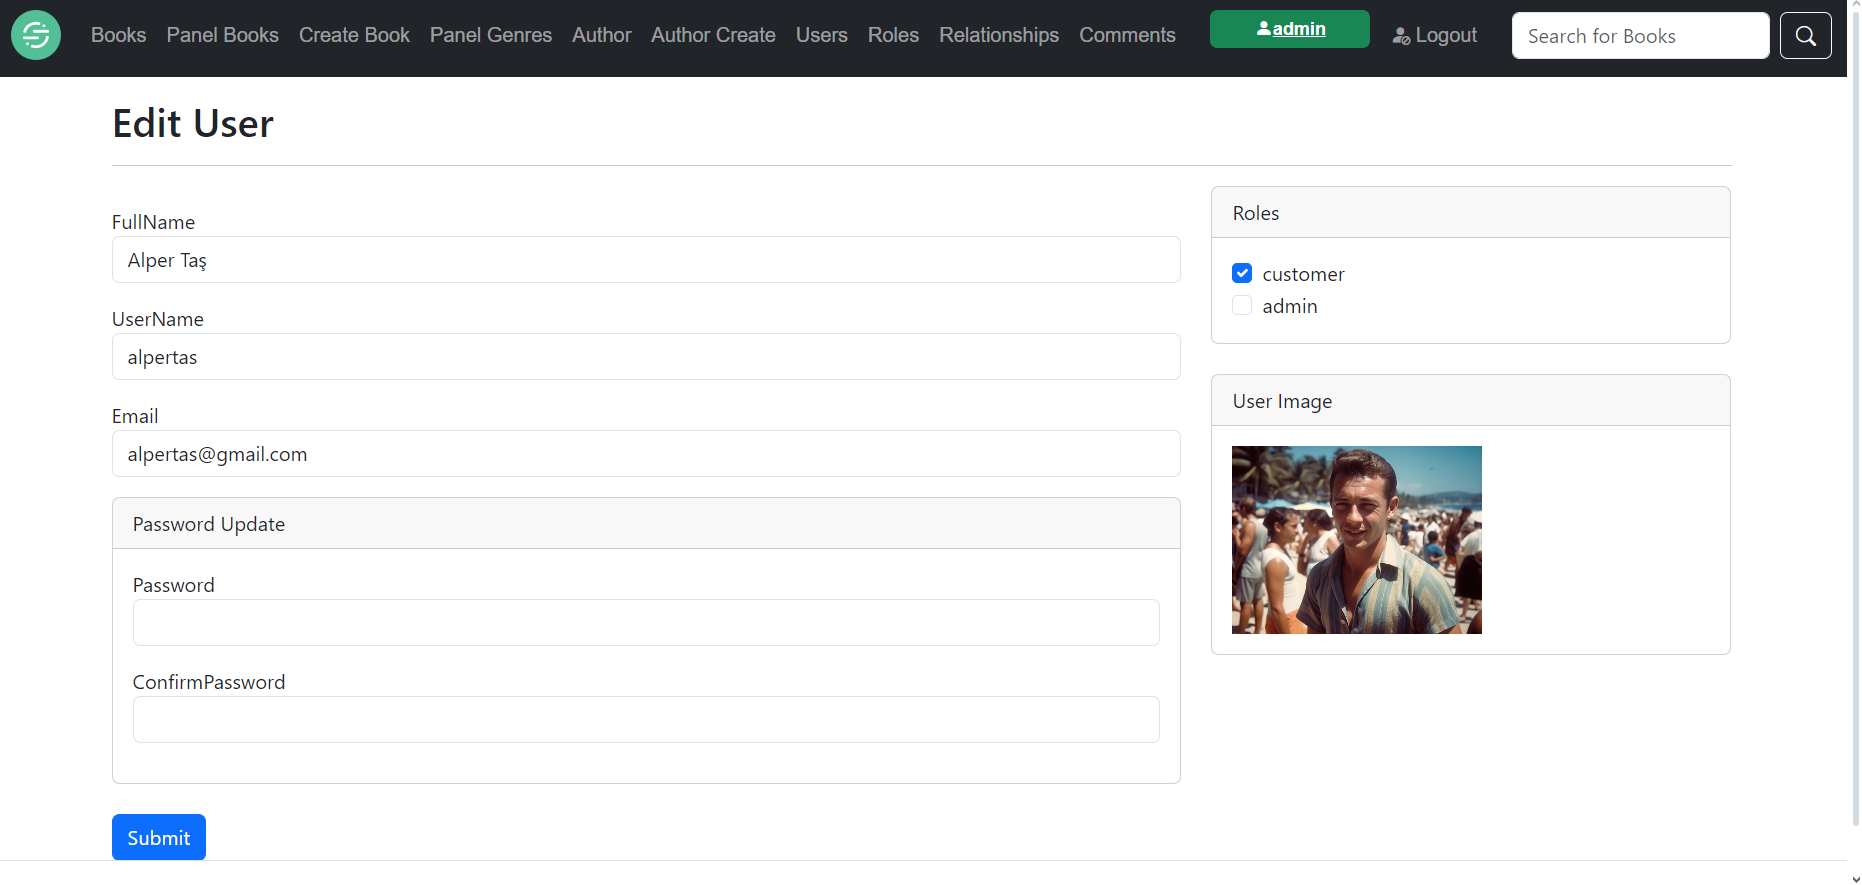 Books Panel Books Create Book Panel Genres Author Author Create Users Roles Relationships Comments admin Logout Search for Books
Edit User
FullName
Alper Taş
UserName
alpertas
Email
alpertas@gmail.com
Password Update
Password
ConfirmPassword
Submit
Roles
customer
admin
User Image